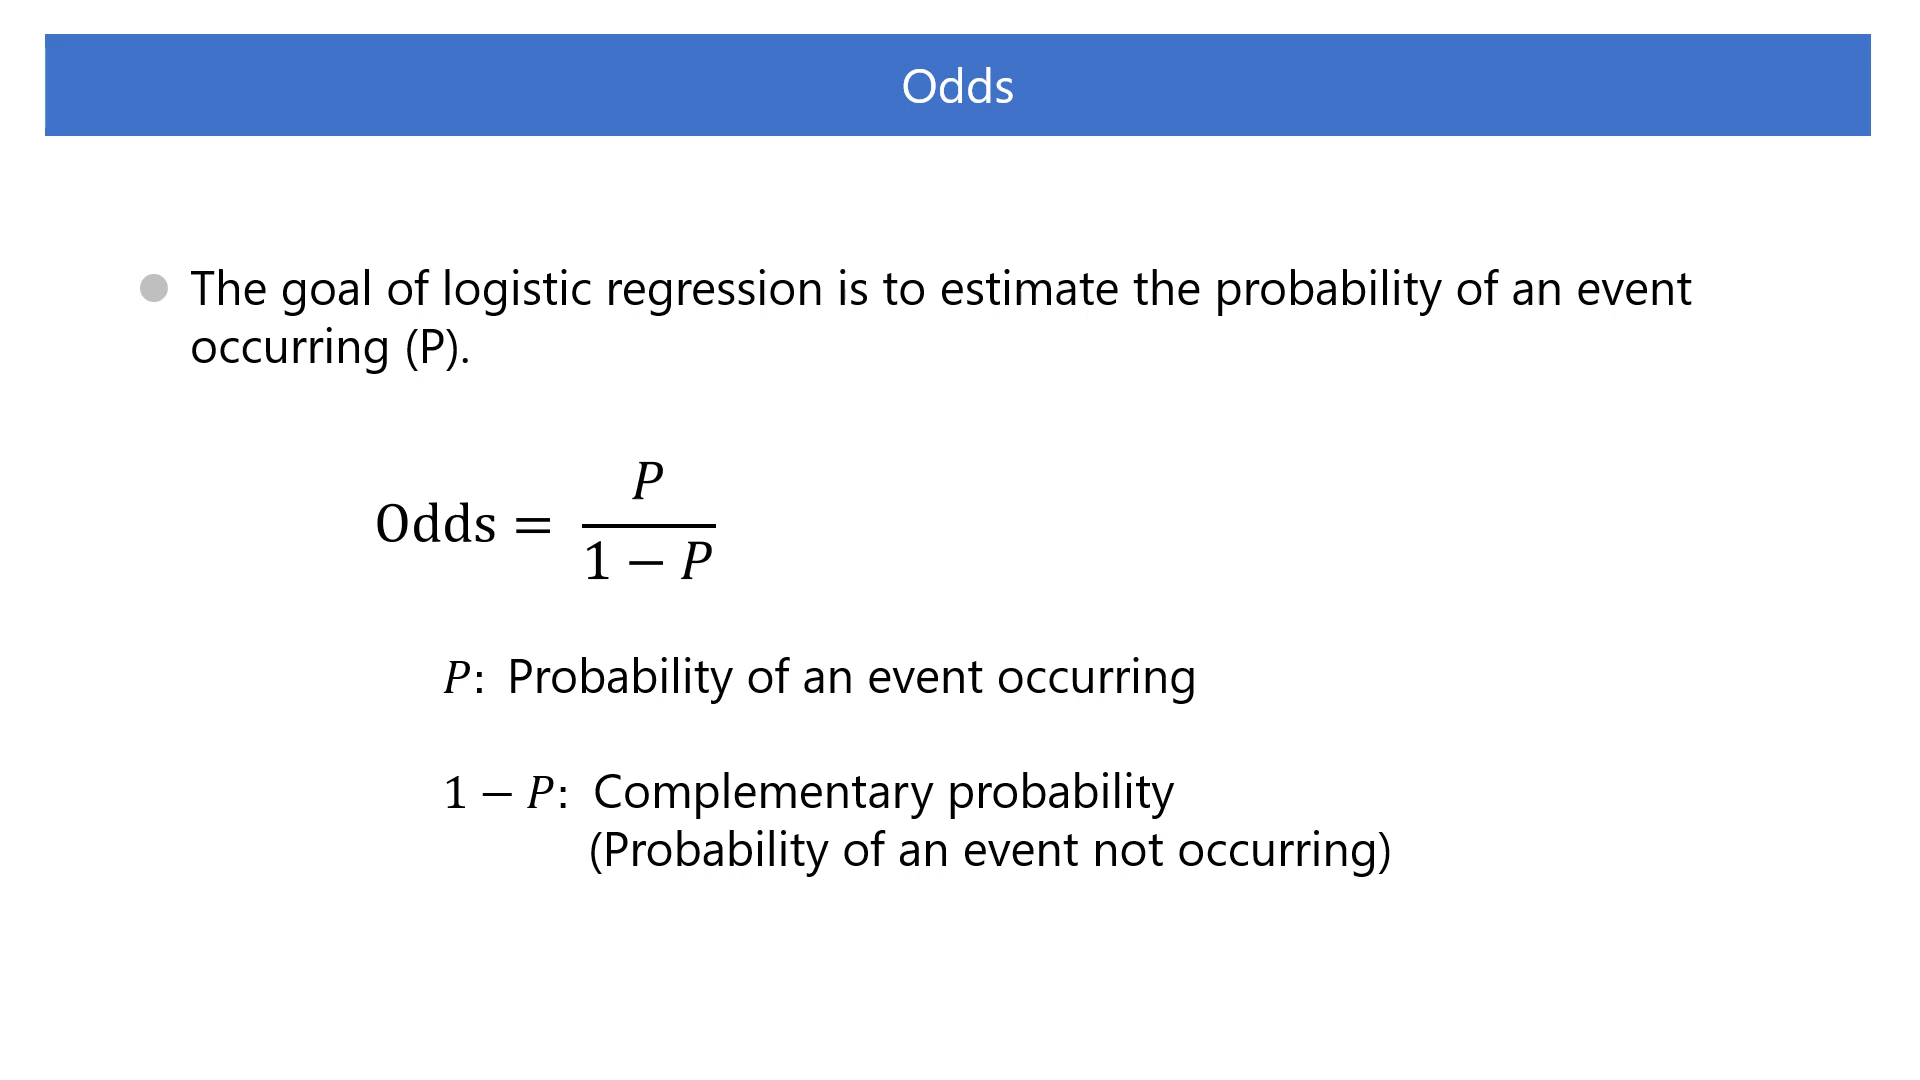 Odds
The goal of logistic regression is to estimate the probability of an event
occurring (P).
Odds = P / (1 − P)
P: Probability of an event occurring
1 − P: Complementary probability
(Probability of an event not occurring)